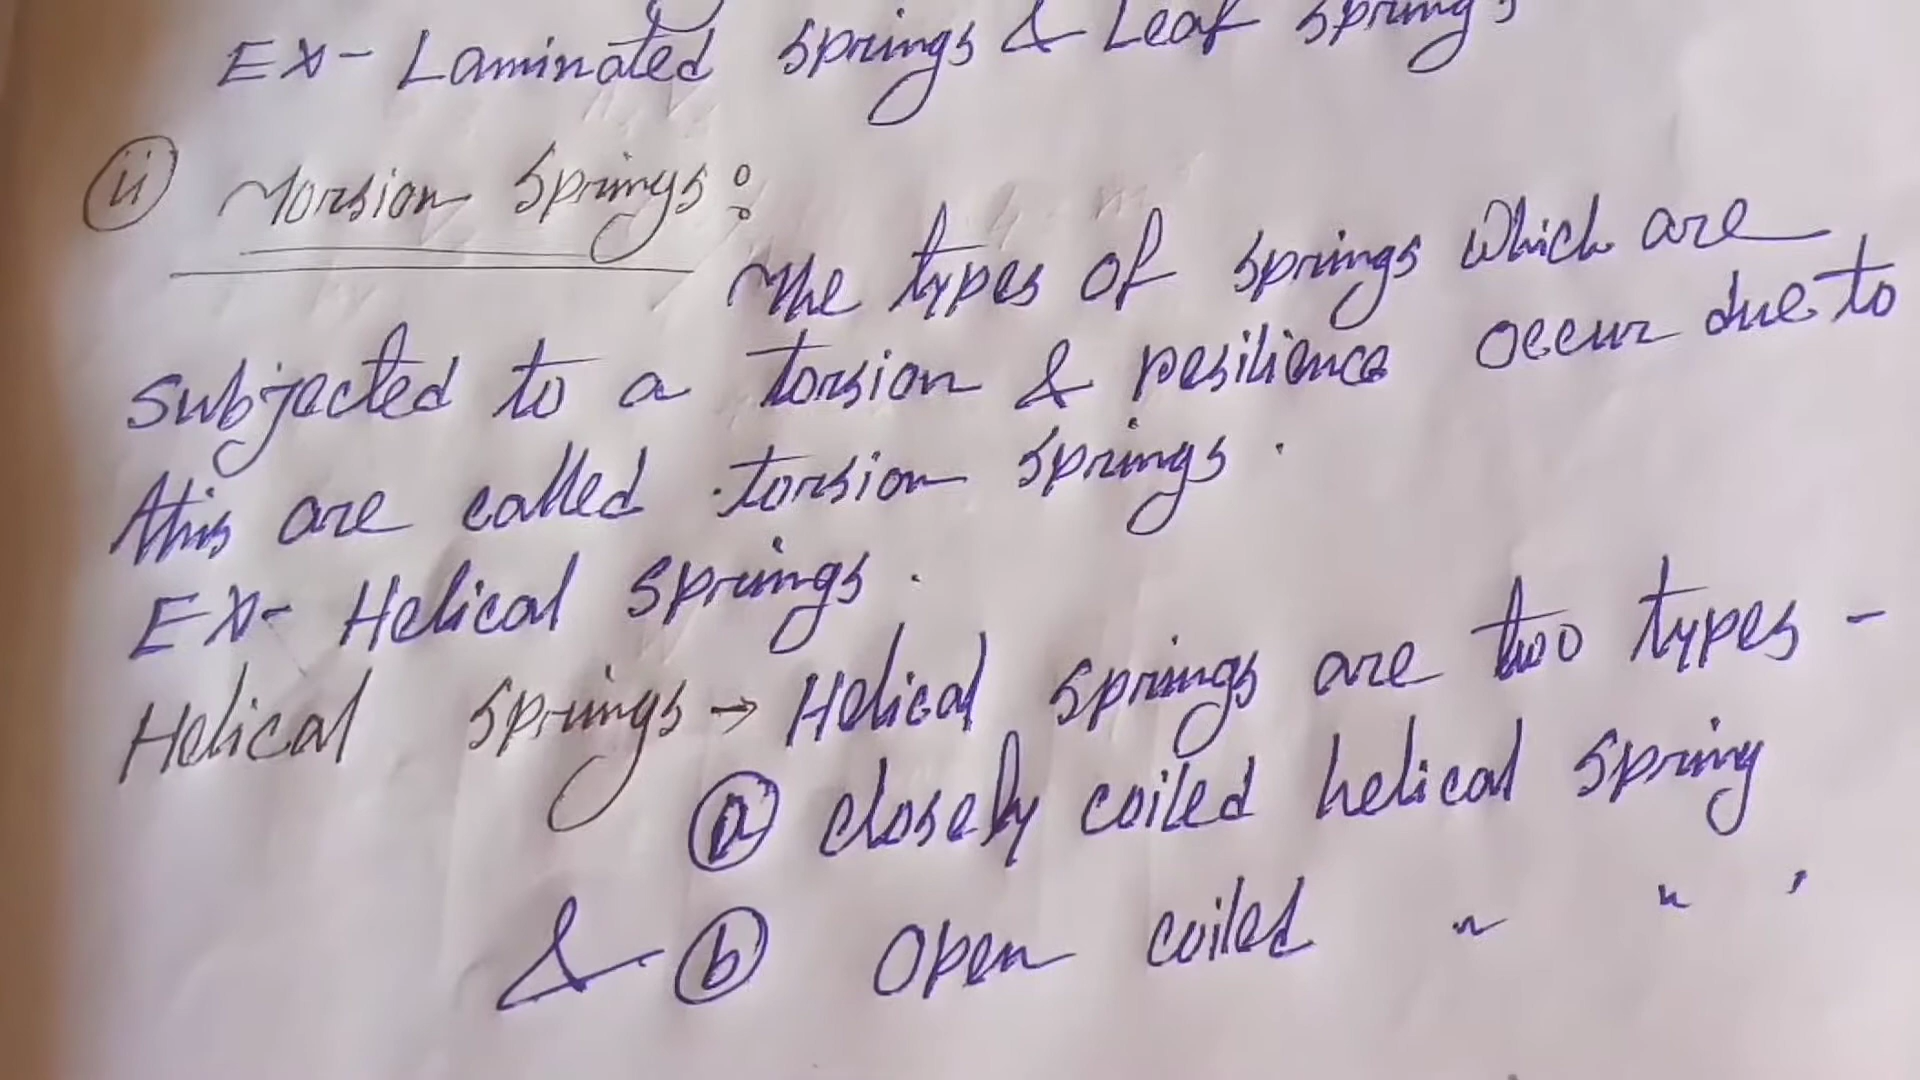 Ex- Laminated springs & Leaf springs
(ii) Torsion Springs :
The types of springs which are
subjected to a torsion & resilience occur due to
this are called torsion springs.
Ex- Helical springs.
Helical springs → Helical springs are two types -
(a) closely coiled helical spring
& (b) Open coiled " " '